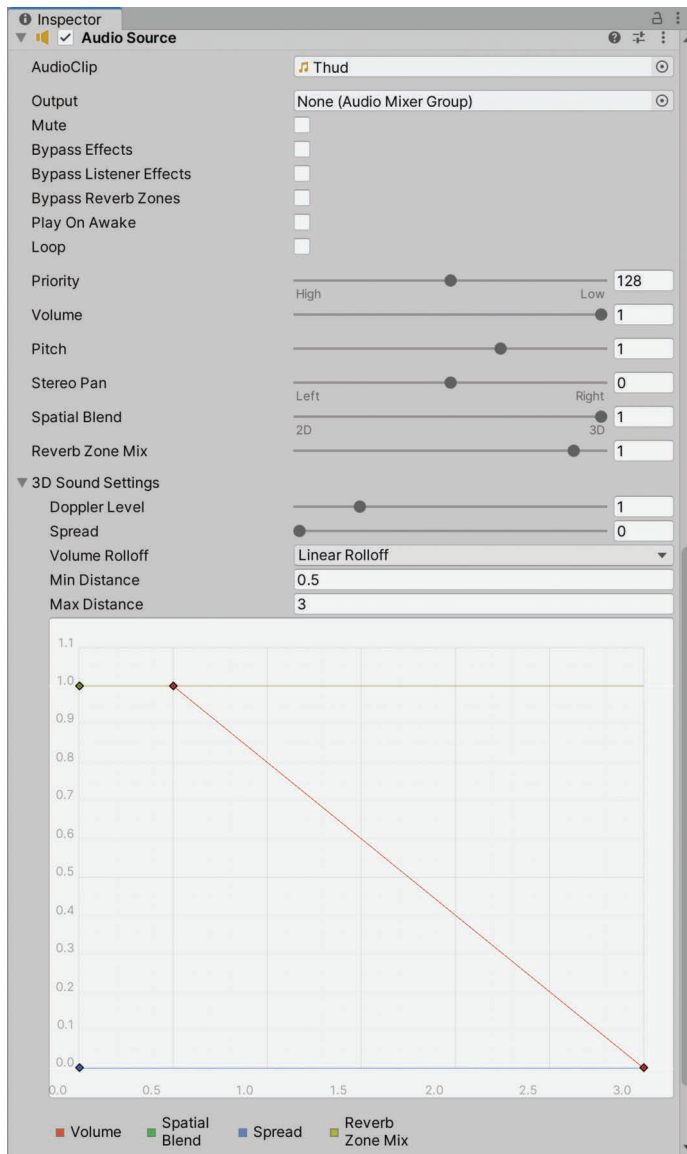 Inspector
Audio Source
AudioClip Thud
Output None (Audio Mixer Group)
Mute
Bypass Effects
Bypass Listener Effects
Bypass Reverb Zones
Play On Awake
Loop
Priority 128
High Low
Volume 1
Pitch 1
Stereo Pan 0
Left Right
Spatial Blend 1
2D 3D
Reverb Zone Mix 1
3D Sound Settings
Doppler Level 1
Spread 0
Volume Rolloff Linear Rolloff
Min Distance 0.5
Max Distance 3
1.1
1.0
0.9
0.8
0.7
0.6
0.5
0.4
0.3
0.2
0.1
0.0
0.0 0.5 1.0 1.5 2.0 2.5 3.0
Volume Spatial Blend Spread Reverb Zone Mix